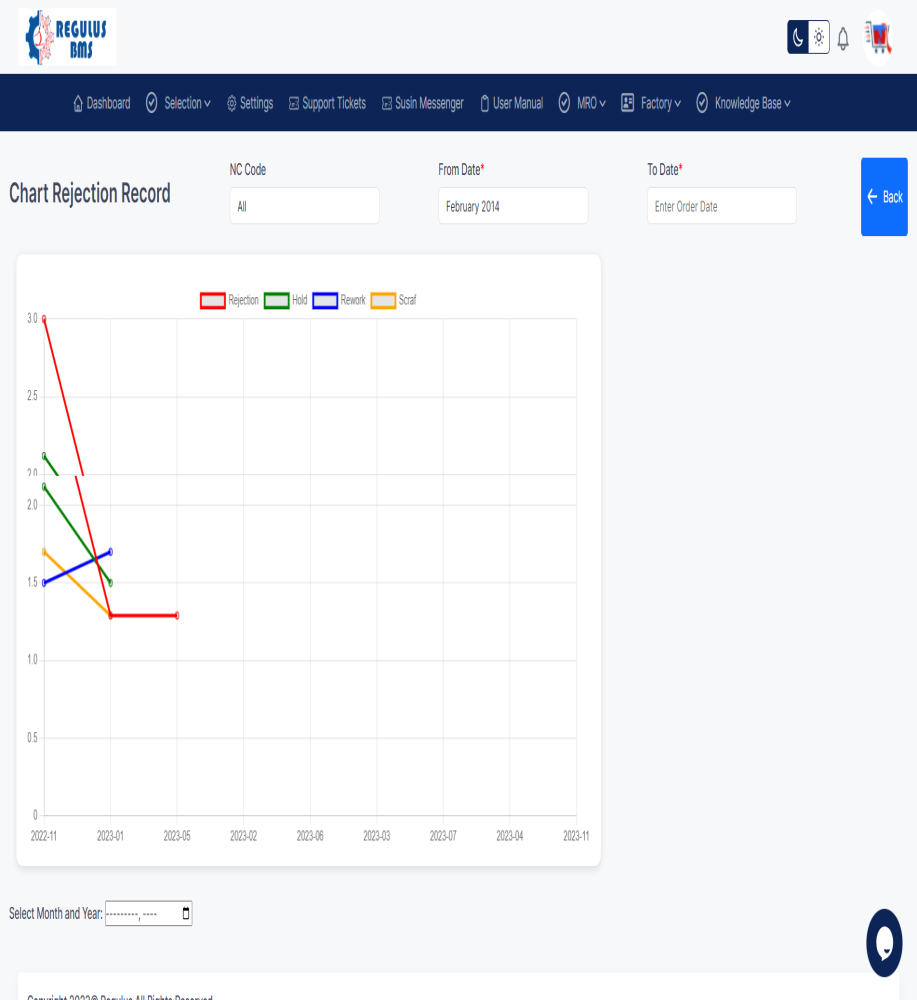 REGULUS
BMS
Dashboard Selection Settings Support Tickets Susin Messenger User Manual MRO Factory Knowledge Base
NC Code From Date* To Date*
Chart Rejection Record
All February 2014 Enter Order Date
Back
Rejection Hold Rework Scraf
3.0
2.5
2.0
2.0
1.5
1.0
0.5
0
2022-11 2023-01 2023-05 2023-02 2023-06 2023-03 2023-07 2023-04 2023-11
Select Month and Year: ---------, ----
Copyright 2023© Regulus All Rights Reserved